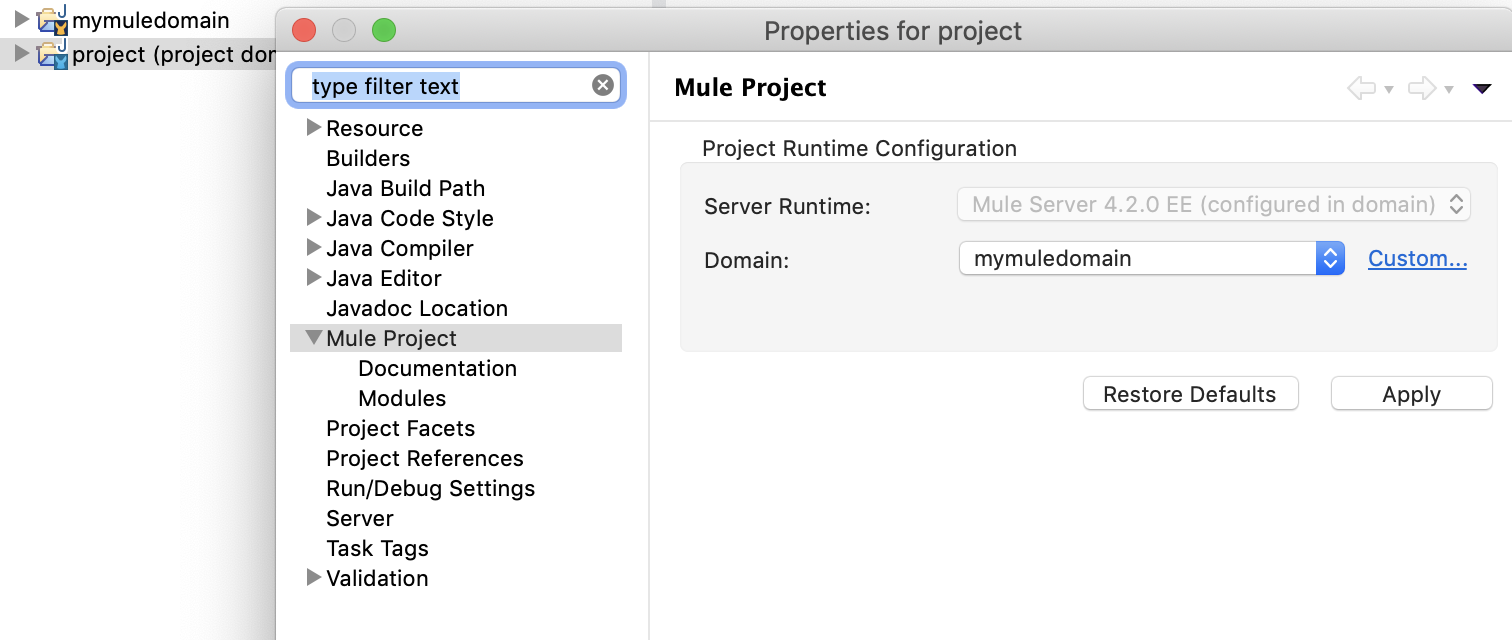 mymuledomain
project (project dor
Properties for project
type filter text
Resource
Builders
Java Build Path
Java Code Style
Java Compiler
Java Editor
Javadoc Location
Mule Project
Documentation
Modules
Project Facets
Project References
Run/Debug Settings
Server
Task Tags
Validation
Mule Project
Project Runtime Configuration
Server Runtime: Mule Server 4.2.0 EE (configured in domain)
Domain: mymuledomain Custom...
Restore Defaults Apply